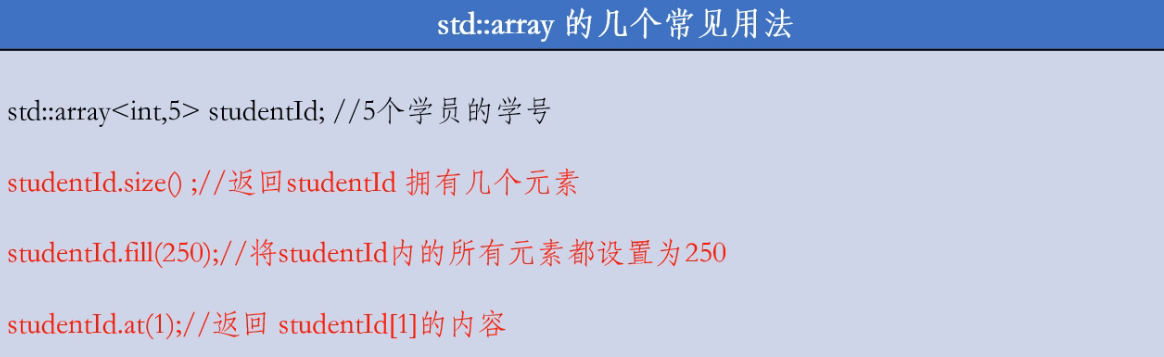 std::array 的几个常见用法
std::array<int,5> studentId; //5个学员的学号
studentId.size() ;//返回studentId 拥有几个元素
studentId.fill(250);//将studentId内的所有元素都设置为250
studentId.at(1);//返回 studentId[1]的内容